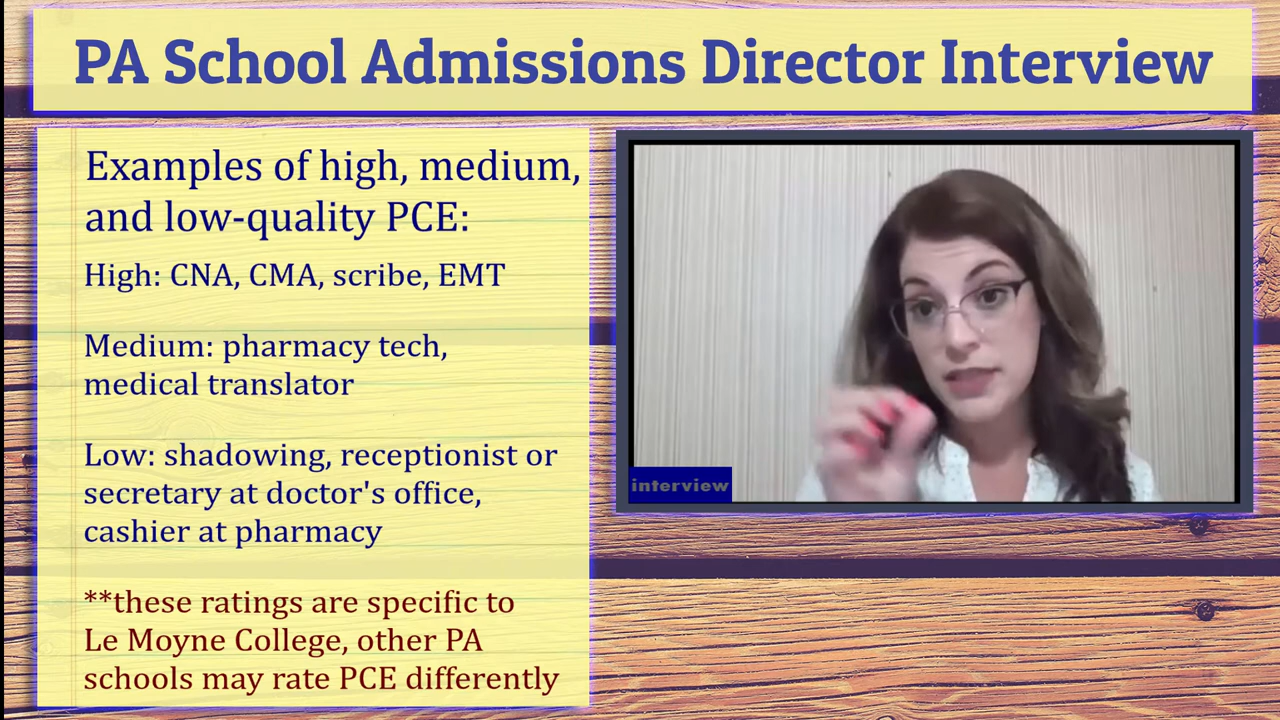 PA School Admissions Director Interview
Examples of high, medium,
and low-quality PCE:
High: CNA, CMA, scribe, EMT
Medium: pharmacy tech,
medical translator
Low: shadowing, receptionist or
secretary at doctor's office,
cashier at pharmacy
**these ratings are specific to
Le Moyne College, other PA
schools may rate PCE differently
interview